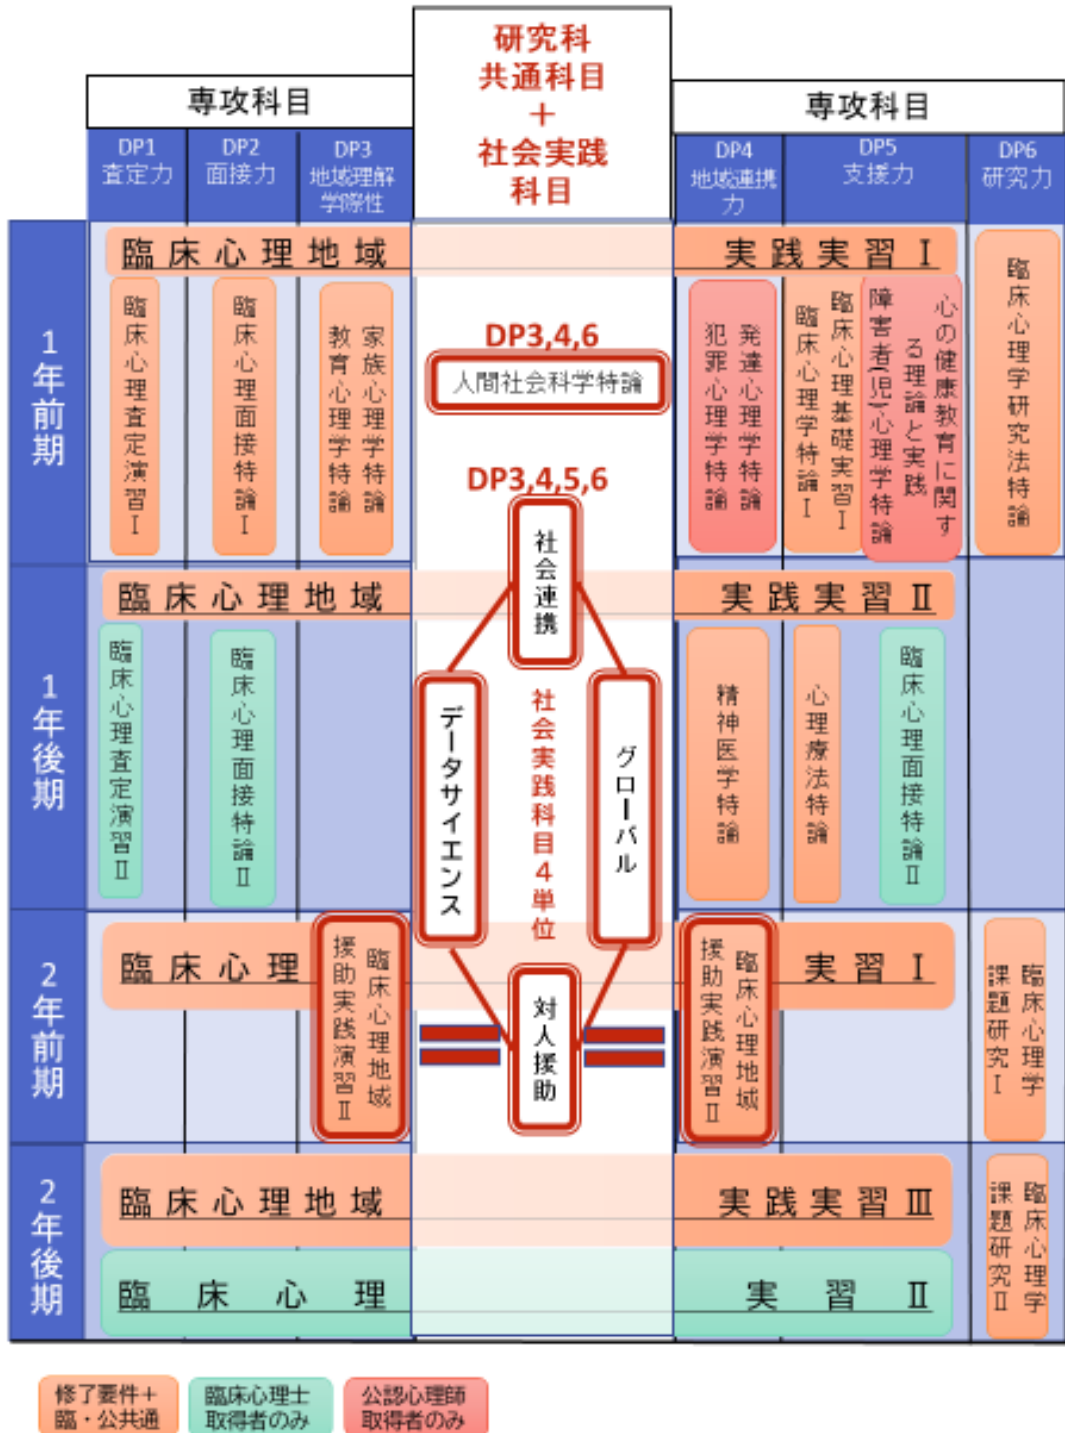 研究科
共通科目
+
社会実践
科目
専攻科目
専攻科目
DP1
査定力
DP2
面接力
DP3
地域理解
学際性
DP4
地域連携
力
DP5
支援力
DP6
研究力
1年前期
臨床心理地域
実践実習Ⅰ
臨床心理査定演習Ⅰ
臨床心理面接特論Ⅰ
家族心理学特論
教育心理学特論
DP3,4,6
人間社会科学特論
発達心理学特論
犯罪心理学特論
臨床心理基礎実習Ⅰ
臨床心理学特論Ⅰ
心の健康教育に関す
る理論と実践
障害者(児)心理学特論
臨床心理学研究法特論
DP3,4,5,6
社会連携
データサイエンス
社会実践科目4単位
グローバル
対人援助
1年後期
臨床心理地域
実践実習Ⅱ
臨床心理査定演習Ⅱ
臨床心理面接特論Ⅱ
精神医学特論
心理療法特論
臨床心理面接特論Ⅱ
2年前期
臨床心理
実習Ⅰ
臨床心理地域
援助実践演習Ⅱ
臨床心理地域
援助実践演習Ⅱ
臨床心理学
課題研究Ⅰ
2年後期
臨床心理地域
実践実習Ⅲ
臨床心理
実習Ⅱ
臨床心理学
課題研究Ⅱ
修了要件+
臨・公共通
臨床心理士
取得者のみ
公認心理師
取得者のみ